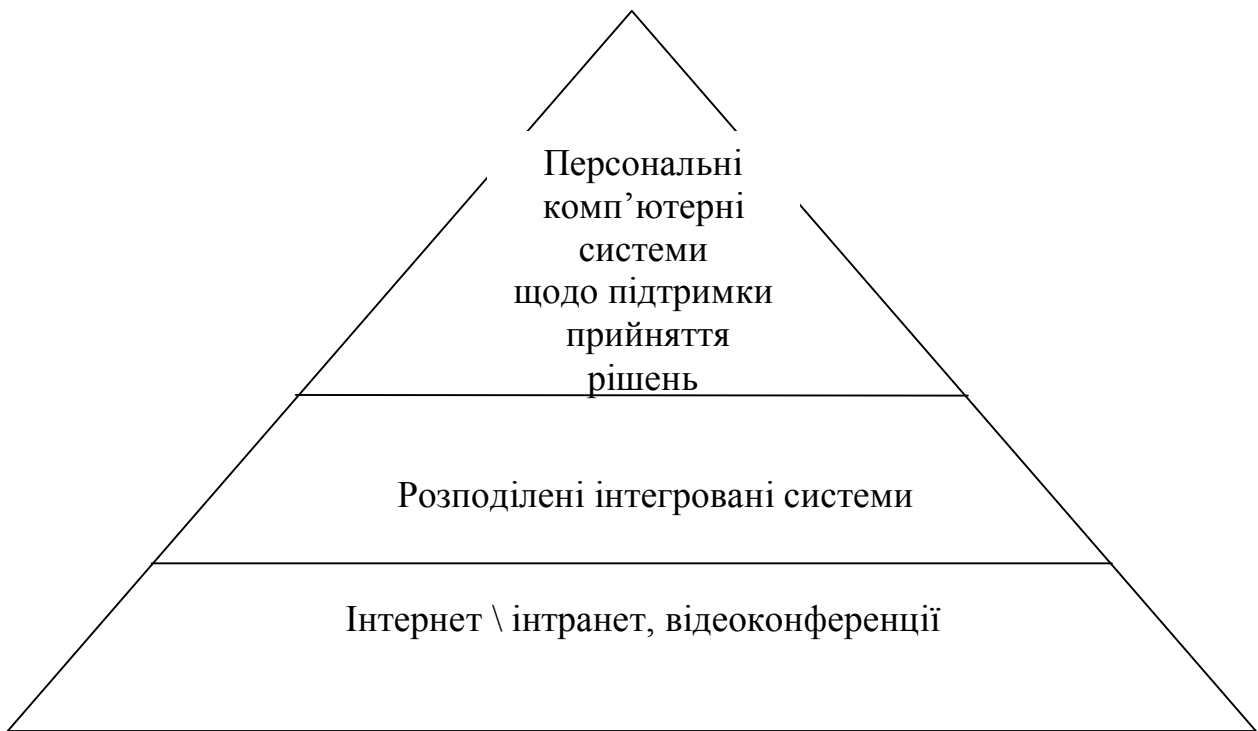 Персональні
комп’ютерні
системи
щодо підтримки
прийняття
рішень
Розподілені інтегровані системи
Інтернет \ інтранет, відеоконференції